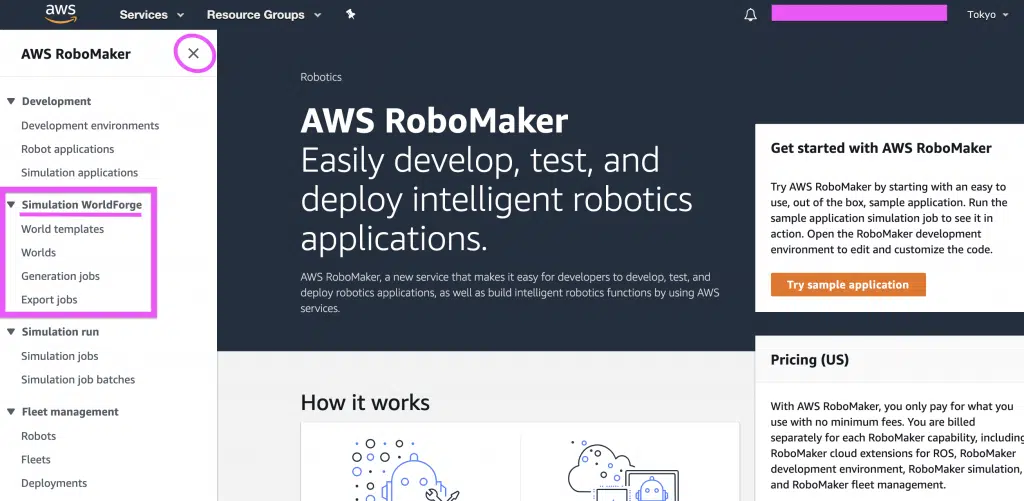 aws
Services
Resource Groups
Tokyo
AWS RoboMaker
Development
Development environments
Robot applications
Simulation applications
Simulation WorldForge
World templates
Worlds
Generation jobs
Export jobs
Simulation run
Simulation jobs
Simulation job batches
Fleet management
Robots
Fleets
Deployments
Robotics
AWS RoboMaker
Easily develop, test, and
deploy intelligent robotics
applications.
AWS RoboMaker, a new service that makes it easy for developers to develop, test, and
deploy robotics applications, as well as build intelligent robotics functions by using AWS
services.
How it works
Get started with AWS RoboMaker
Try AWS RoboMaker by starting with an easy to
use, out of the box, sample application. Run the
sample application simulation job to see it in
action. Open the RoboMaker development
environment to edit and customize the code.
Try sample application
Pricing (US)
With AWS RoboMaker, you only pay for what you
use with no minimum fees. You are billed
separately for each RoboMaker capability, including
RoboMaker cloud extensions for ROS, RoboMaker
development environment, RoboMaker simulation,
and RoboMaker fleet management.